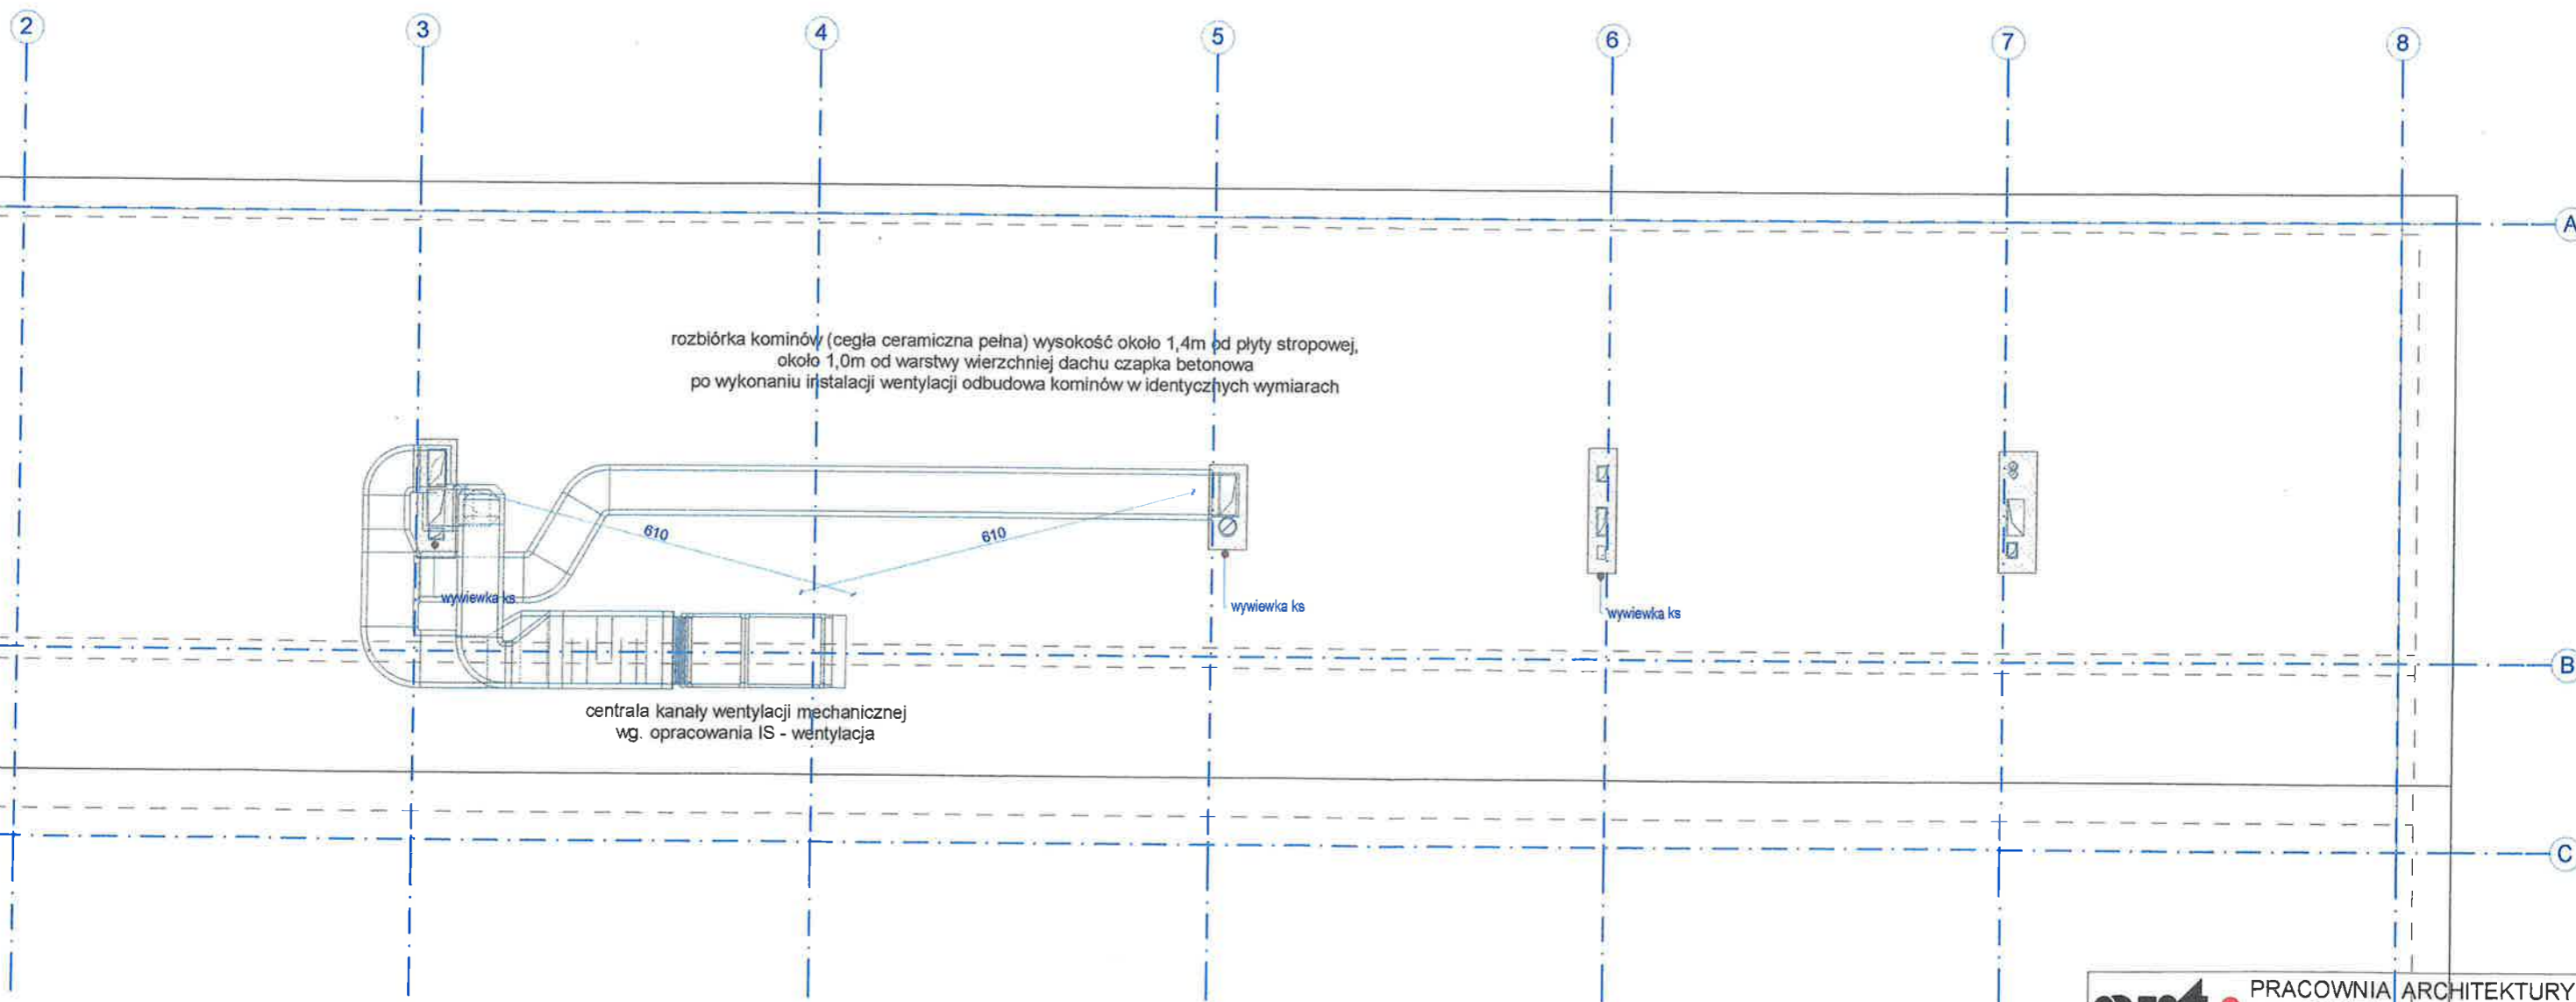 2
3
4
5
6
7
8
A
rozbiórka kominów (cegła ceramiczna pełna) wysokość około 1,4m od płyty stropowej,
około 1,0m od warstwy wierzchniej dachu czapka betonowa
po wykonaniu instalacji wentylacji odbudowa kominów w identycznych wymiarach
610
610
wywiewka ks
wywiewka ks
wywiewka ks
B
centrala kanały wentylacji mechanicznej
wg. opracowania IS - wentylacja
C
PRACOWNIA ARCHITEKTURY